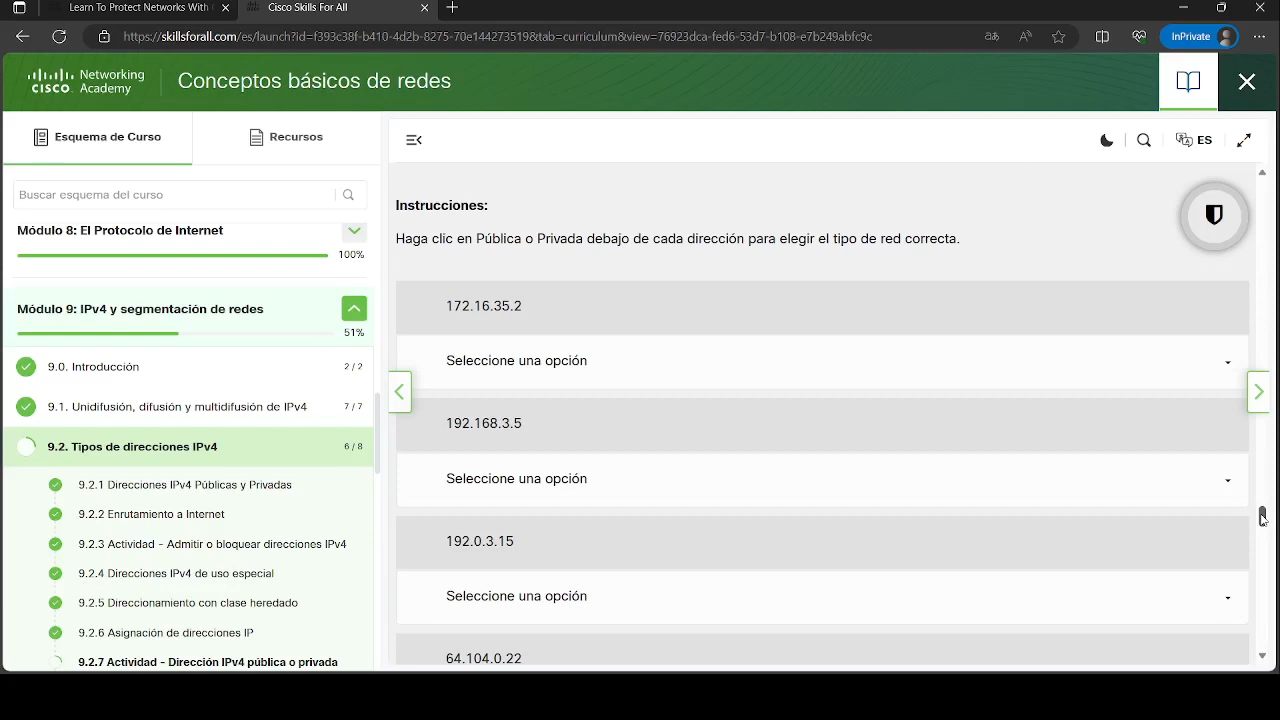 Learn To Protect Networks With
Cisco Skills For All
https://skillsforall.com/es/launch?id=f393c38f-b410-4d2b-8275-70e144273519&tab=curriculum&view=76923dca-fed6-53d7-b108-e7b249abfc9c
InPrivate
CISCO Networking Academy
Conceptos básicos de redes
Esquema de Curso
Recursos
ES
Buscar esquema del curso
Módulo 8: El Protocolo de Internet
100%
Módulo 9: IPv4 y segmentación de redes
51%
9.0. Introducción
2 / 2
9.1. Unidifusión, difusión y multidifusión de IPv4
7 / 7
9.2. Tipos de direcciones IPv4
6 / 8
9.2.1 Direcciones IPv4 Públicas y Privadas
9.2.2 Enrutamiento a Internet
9.2.3 Actividad - Admitir o bloquear direcciones IPv4
9.2.4 Direcciones IPv4 de uso especial
9.2.5 Direccionamiento con clase heredado
9.2.6 Asignación de direcciones IP
9.2.7 Actividad - Dirección IPv4 pública o privada
Instrucciones:
Haga clic en Pública o Privada debajo de cada dirección para elegir el tipo de red correcta.
172.16.35.2
Seleccione una opción
192.168.3.5
Seleccione una opción
192.0.3.15
Seleccione una opción
64.104.0.22